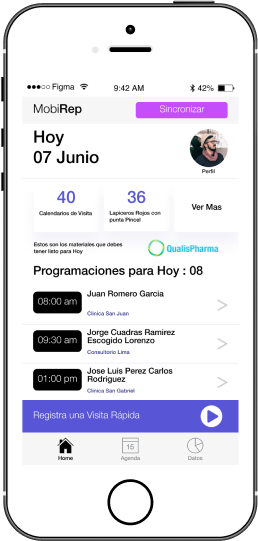 Figma 9:42 AM 42%
MobiRep
Sincronizar
Hoy
07 Junio
Perfil
40
Calendarios de Visita
36
Lapiceros Rojos con
punta Pincel
Ver Mas
Estos son los materiales que debes
tener listo para Hoy
QualisPharma
Programaciones para Hoy : 08
08:00 am
Juan Romero Garcia
Clinica San Juan
>
09:30 am
Jorge Cuadras Ramirez
Escogido Lorenzo
Consultorio Lima
>
01:00 pm
Jose Luis Perez Carlos
Rodriguez
Clinica San Gabriel
>
Registra una Visita Rápida
15
Home
Agenda
Datos